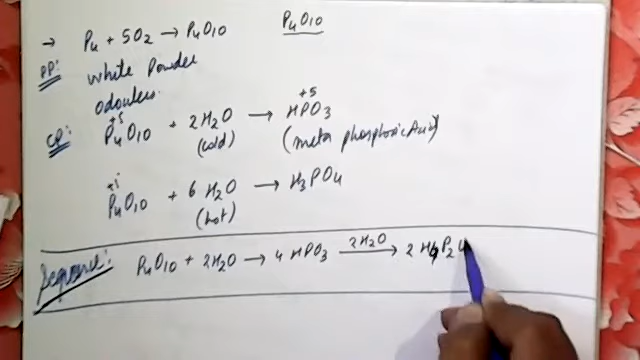 P4O10
→ P4 + 5O2 → P4O10
PP: White Powder
odourless.
+5 +5
CP: P4O10 + 2H2O → HPO3
(cold) (meta phosphoric Acid)
+5
P4O10 + 6 H2O → H3PO4
(hot)
2H2O
Sequence: P4O10 + 2H2O → 4 HPO3 → 2 H4P2